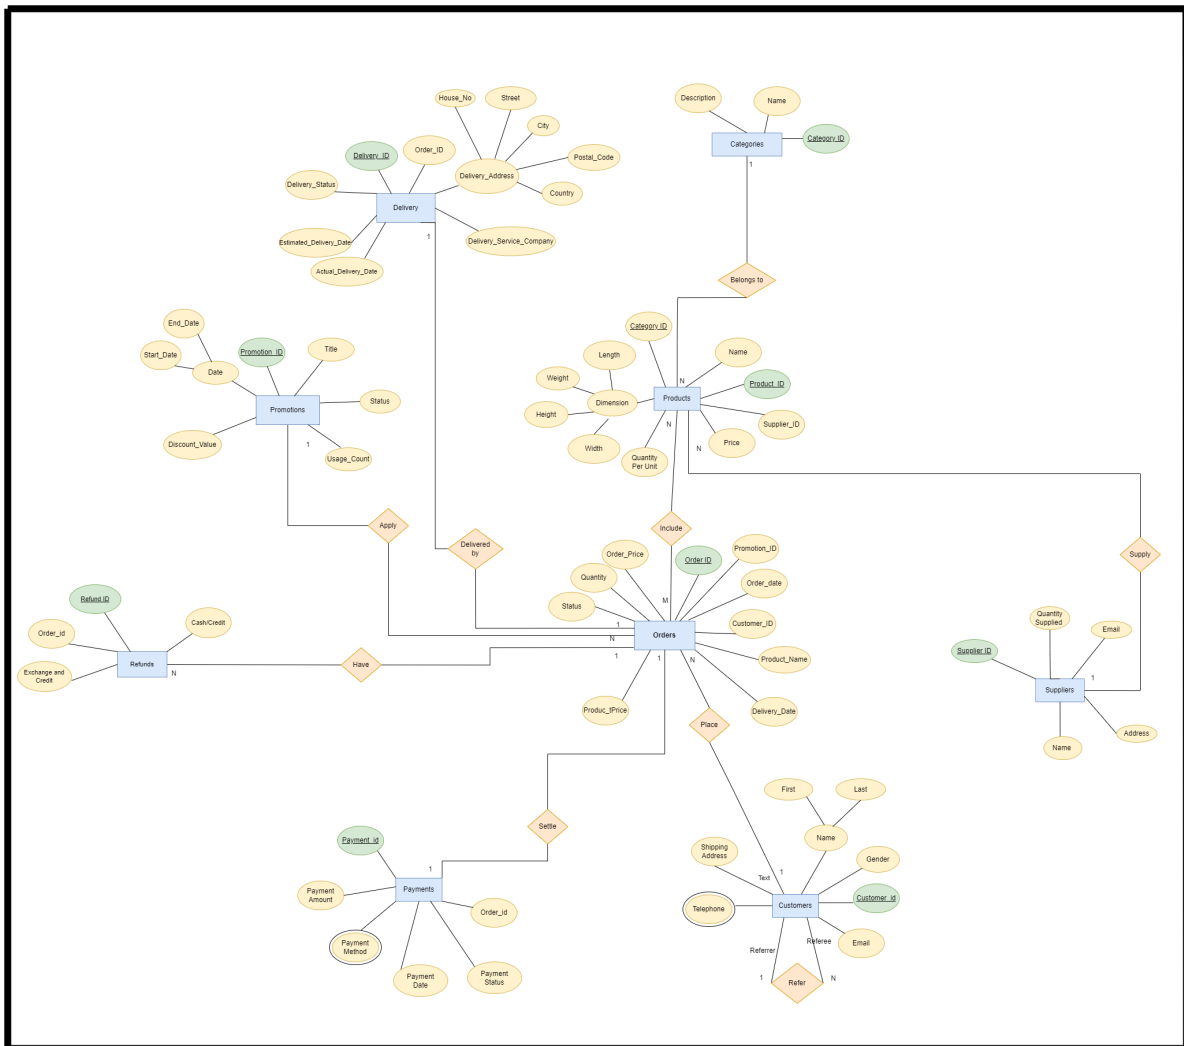 House_No
Street
City
Postal_Code
Country
Delivery_Address
Delivery_ID
Order_ID
Delivery_Status
Delivery
1
Estimated_Delivery_Date
Actual_Delivery_Date
Delivery_Service_Company
Description
Name
Category ID
Categories
1
Belongs to
End_Date
Start_Date
Date
Promotion_ID
Title
Status
Promotions
1
Discount_Value
Usage_Count
Category ID
Length
Name
Weight
Dimension
N
Products
Product_ID
Height
Width
Supplier_ID
N
N
Price
Quantity
Per Unit
Apply
Delivered
by
Include
Supply
Order_Price
Order ID
Promotion_ID
Quantity
Order_date
Status
M
Customer_ID
1
N
Orders
1
1
N
Product_Name
Produc_tPrice
Delivery_Date
Refund ID
Order_id
Cash/Credit
Refunds
Exchange and
Credit
N
Have
Quantity
Supplied
Email
Supplier ID
1
Suppliers
Name
Address
Place
Settle
First
Last
Name
Shipping
Address
Gender
Text
1
Telephone
Customers
Customer_id
Email
Referrer
Referee
1
Refer
N
Payment_id
1
Payments
Payment
Amount
Order_id
Payment
Method
Payment
Date
Payment
Status